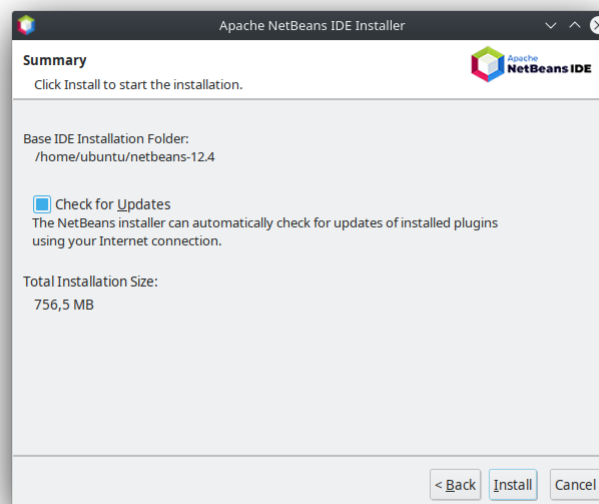 Apache NetBeans IDE Installer
Summary
Click Install to start the installation.
Apache
NetBeans IDE
Base IDE Installation Folder:
/home/ubuntu/netbeans-12.4
Check for Updates
The NetBeans installer can automatically check for updates of installed plugins
using your Internet connection.
Total Installation Size:
756,5 MB
< Back Install Cancel